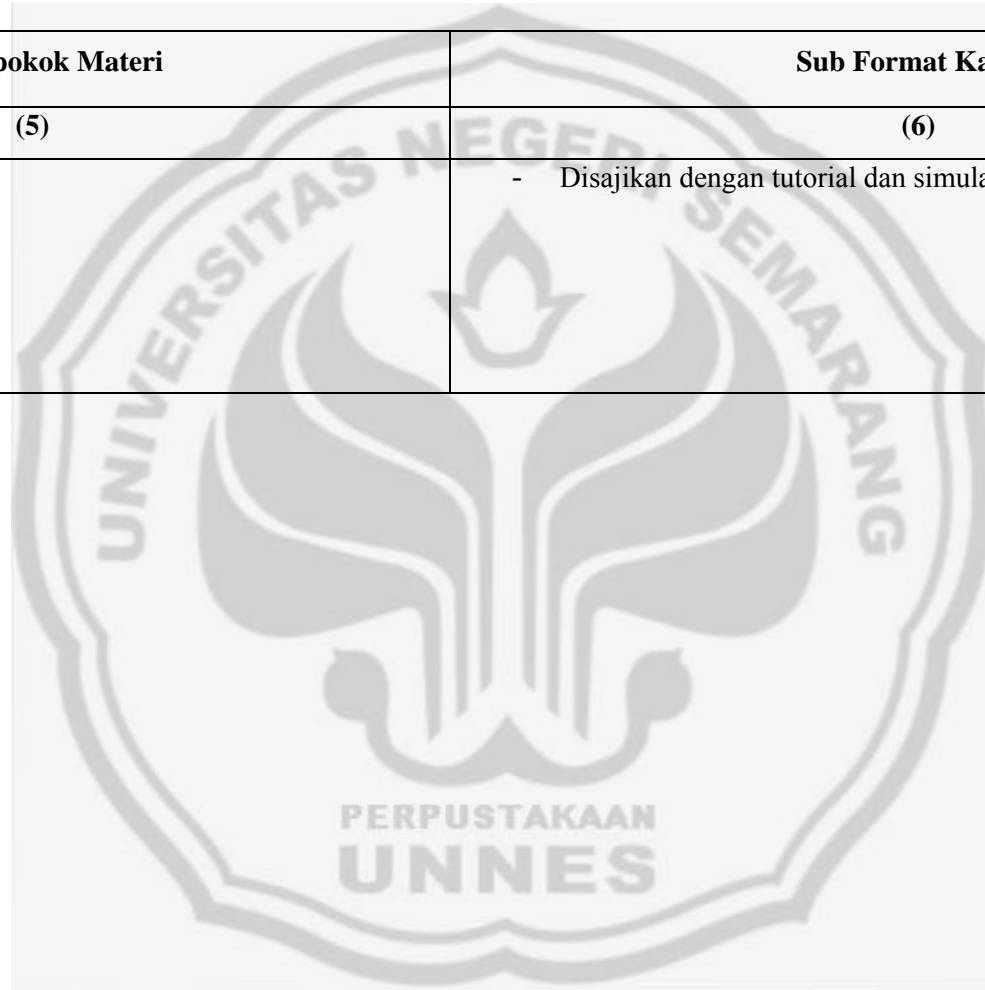 pokok Materi
Sub Format Ka
(5)
(6)
- Disajikan dengan tutorial dan simula
UNIVERSITAS NEGERI SEMARANG
PERPUSTAKAAN
UNNES